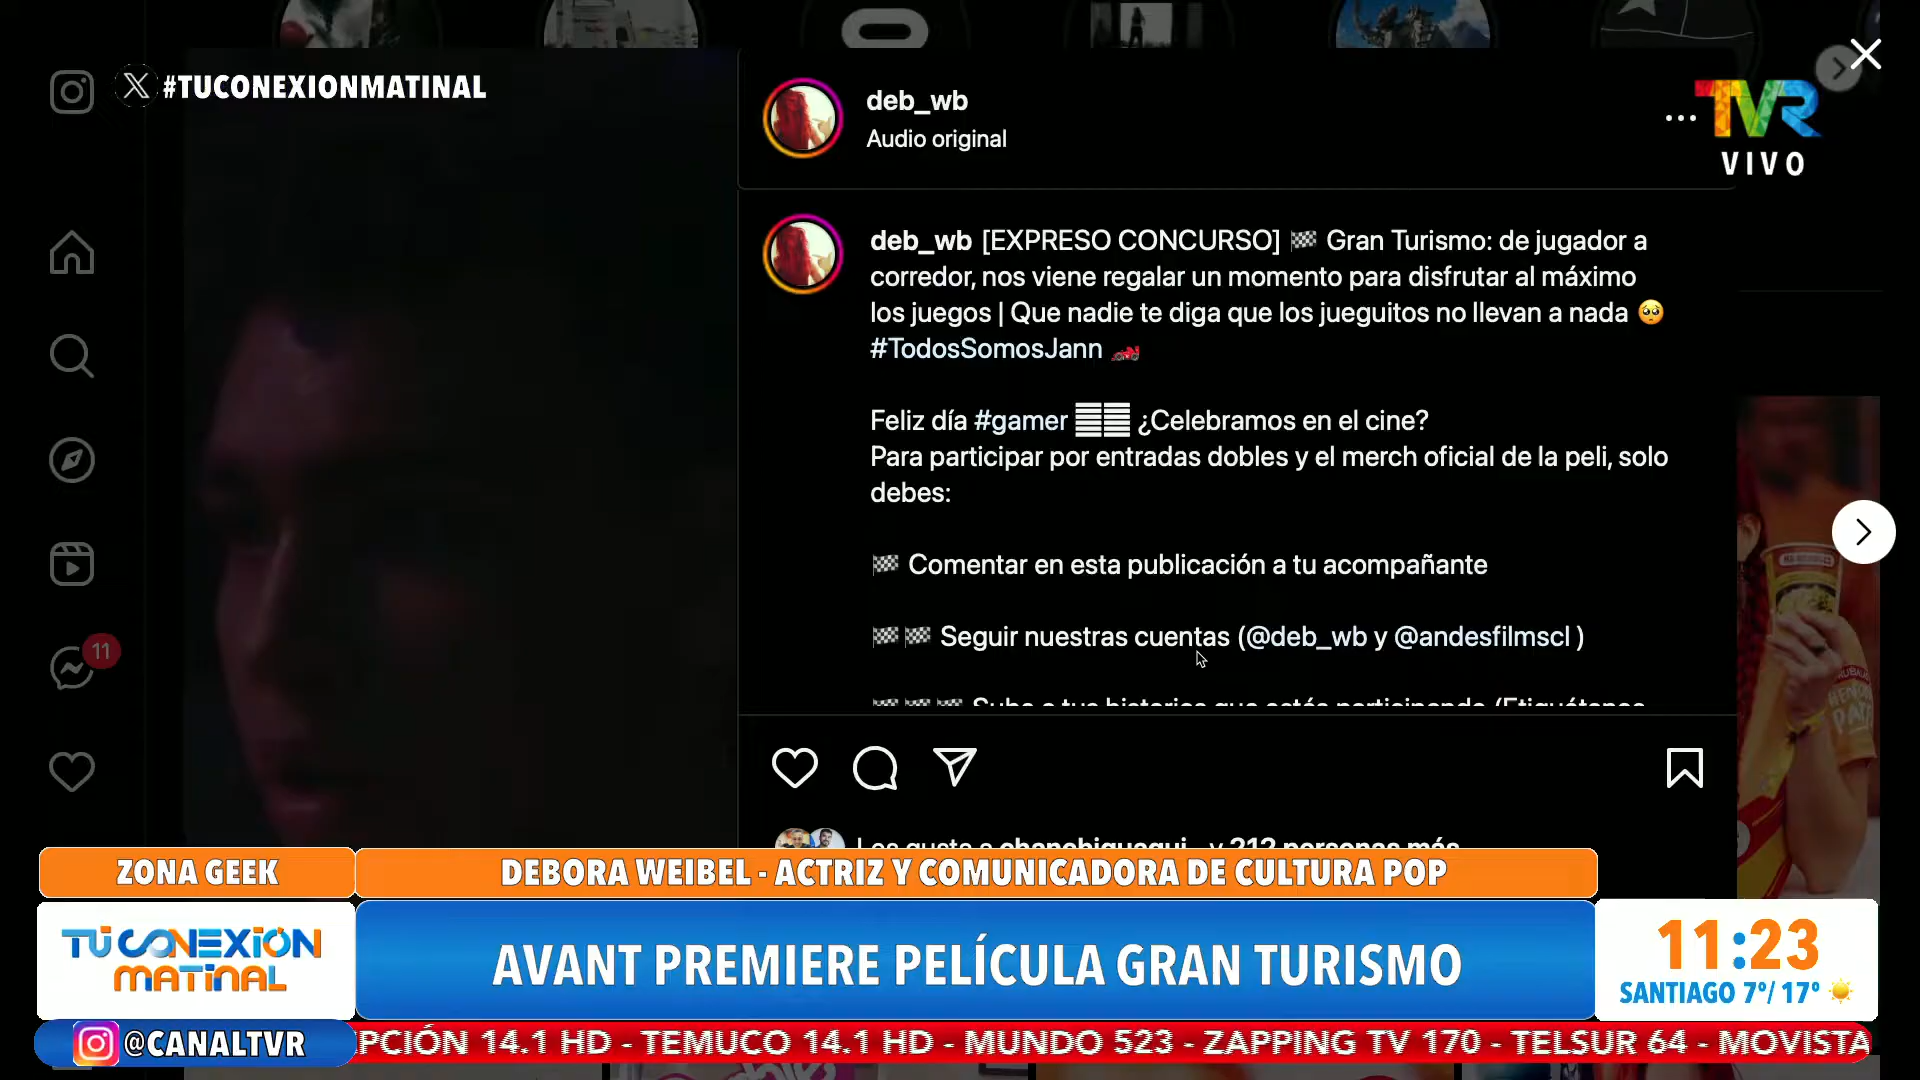 #TUCONEXIONMATINAL
TVR
VIVO
deb_wb
Audio original
deb_wb [EXPRESO CONCURSO] 🏁 Gran Turismo: de jugador a
corredor, nos viene regalar un momento para disfrutar al máximo
los juegos | Que nadie te diga que los jueguitos no llevan a nada 🥺
#TodosSomosJann 🏎️
Feliz día #gamer ¿Celebramos en el cine?
Para participar por entradas dobles y el merch oficial de la peli, solo
debes:
🏁 Comentar en esta publicación a tu acompañante
🏁🏁 Seguir nuestras cuentas (@deb_wb y @andesfilmscl )
🏁🏁🏁 Sube a tus historias que estás participando (Etiquétanos
11
y 212 personas más
ZONA GEEK
DEBORA WEIBEL - ACTRIZ Y COMUNICADORA DE CULTURA POP
TÚ CONEXIÓN
MATINAL
AVANT PREMIERE PELÍCULA GRAN TURISMO
11:23
SANTIAGO 7°/ 17°
@CANALTVR
PCIÓN 14.1 HD - TEMUCO 14.1 HD - MUNDO 523 - ZAPPING TV 170 - TELSUR 64 - MOVISTA